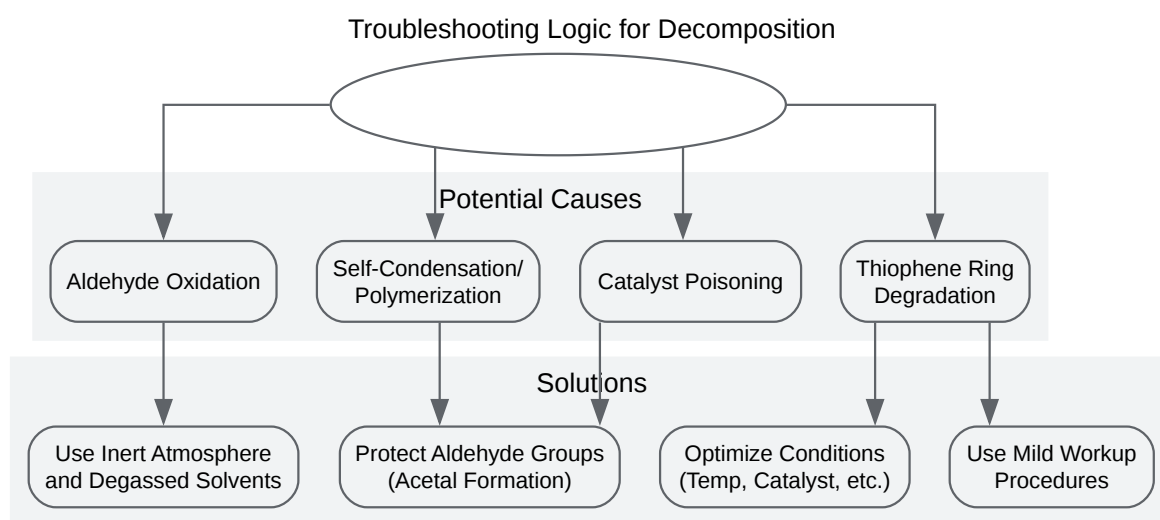 Troubleshooting Logic for Decomposition
Potential Causes
Aldehyde Oxidation
Self-Condensation/
Polymerization
Catalyst Poisoning
Thiophene Ring
Degradation
Solutions
Use Inert Atmosphere
and Degassed Solvents
Protect Aldehyde Groups
(Acetal Formation)
Optimize Conditions
(Temp, Catalyst, etc.)
Use Mild Workup
Procedures